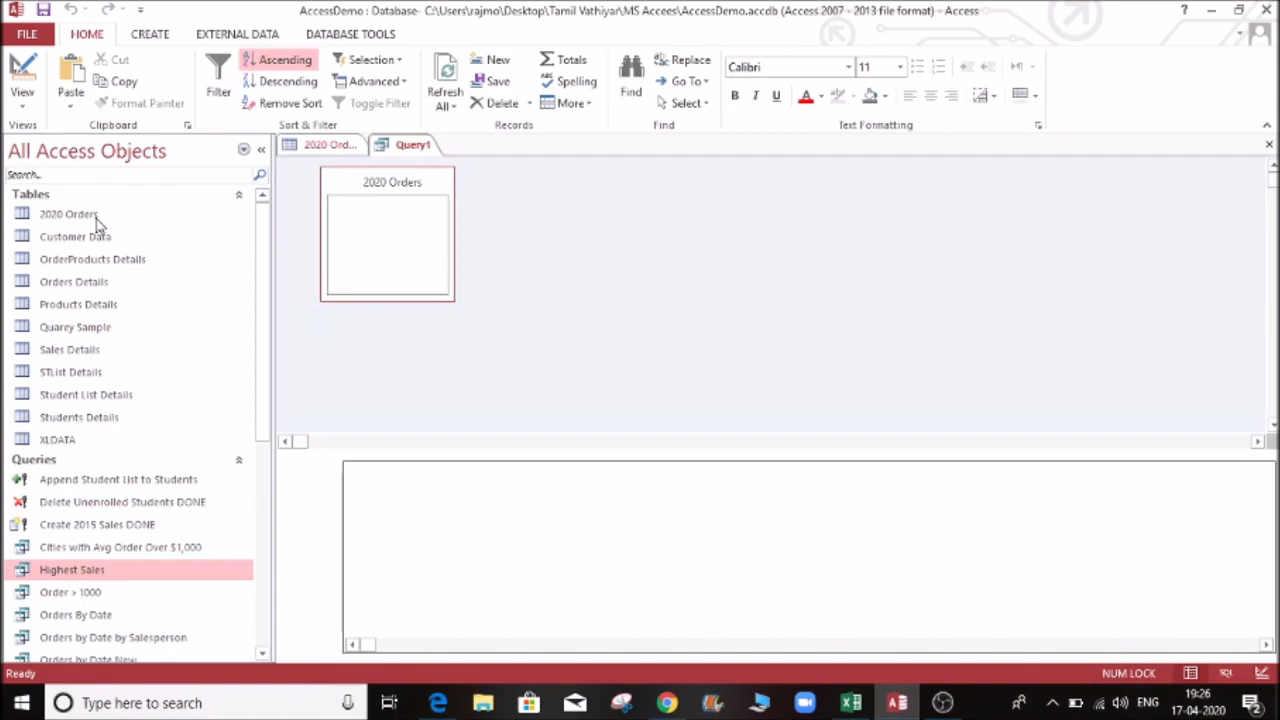 AccessDemo : Database- C:\Users\rajmo\Desktop\Tamil Vathiyar\MS Accees\AccessDemo.accdb (Access 2007 - 2013 file format) - Access
FILE HOME CREATE EXTERNAL DATA DATABASE TOOLS
View
Views
Paste
Cut
Copy
Format Painter
Clipboard
Filter
Ascending
Descending
Remove Sort
Selection
Advanced
Toggle Filter
Sort & Filter
Refresh
All
New
Save
Delete
Totals
Spelling
More
Records
Find
Replace
Go To
Select
Find
Calibri 11
B I U A
Text Formatting
All Access Objects
Search...
Tables
2020 Orders
Customer Data
OrderProducts Details
Orders Details
Products Details
Quarey Sample
Sales Details
STList Details
Student List Details
Students Details
XLDATA
Queries
Append Student List to Students
Delete Unenrolled Students DONE
Create 2015 Sales DONE
Cities with Avg Order Over $1,000
Highest Sales
Order > 1000
Orders By Date
Orders by Date by Salesperson
Orders by Date New
2020 Ord...
Query1
2020 Orders
Ready
NUM LOCK
SQL
Type here to search
ENG
19:26
17-04-2020
2